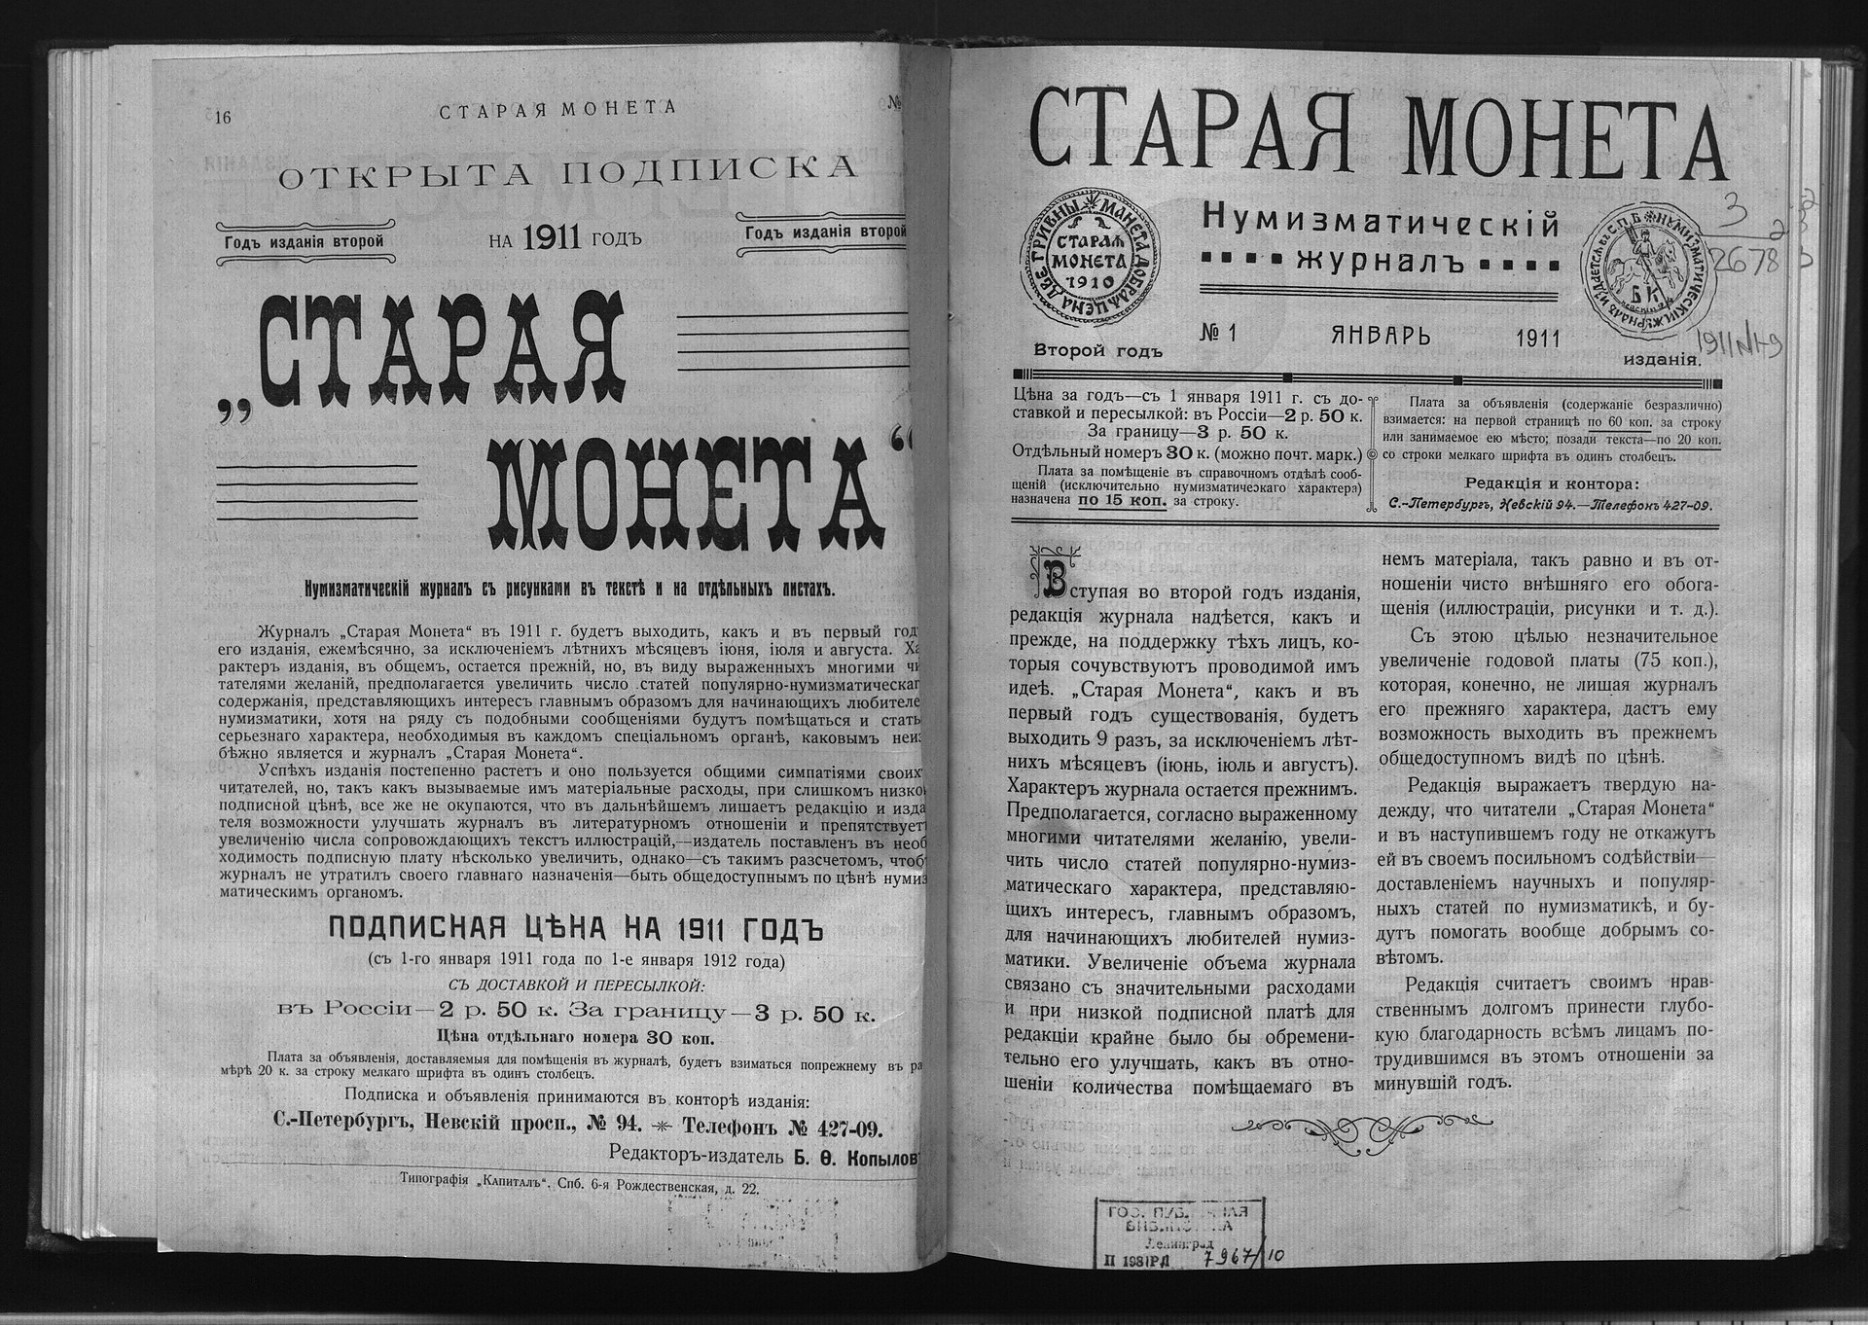 16
СТАРАЯ МОНЕТА
№
ОТКРЫТА ПОДПИСКА
Годъ изданія второй
НА 1911 ГОДЪ
Годъ изданія второй
„СТАРАЯ
МОНЕТА“
Нумизматическій журналъ съ рисунками въ текстѣ и на отдѣльныхъ листахъ.
Журналъ „Старая Монета“ въ 1911 г. будетъ выходить, какъ и въ первый год
его изданія, ежемѣсячно, за исключеніемъ лѣтнихъ мѣсяцевъ іюня, іюля и августа. Ха
рактеръ изданія, въ общемъ, остается прежній, но, въ виду выраженныхъ многими чи
тателями желаній, предполагается увеличить число статей популярно-нумизматическаг
содержанія, представляющихъ интересъ главнымъ образомъ для начинающихъ любителе
нумизматики, хотя на ряду съ подобными сообщеніями будутъ помѣщаться и стать
серьезнаго характера, необходимыя въ каждомъ спеціальномъ органѣ, каковымъ неиз
бѣжно является и журналъ „Старая Монета“.
Успѣхъ изданія постепенно растетъ и оно пользуется общими симпатіями своих
читателей, но, такъ какъ вызываемые имъ матеріальные расходы, при слишкомъ низко
подписной цѣнѣ, все же не окупаются, что въ дальнѣйшемъ лишаетъ редакцію и изда
теля возможности улучшать журналъ въ литературномъ отношеніи и препятствует
увеличенію числа сопровождающихъ текстъ иллюстрацій,—издатель поставленъ въ необ
ходимость подписную плату нѣсколько увеличить, однако—съ такимъ разсчетомъ, чтоб
журналъ не утратилъ своего главнаго назначенія—быть общедоступнымъ по цѣнѣ нумиз
матическимъ органомъ.
ПОДПИСНАЯ ЦѢНА НА 1911 ГОДЪ
(съ 1-го января 1911 года по 1-е января 1912 года)
СЪ ДОСТАВКОЙ И ПЕРЕСЫЛКОЙ:
въ Россіи—2 р. 50 к. За границу—3 р. 50 к.
Цѣна отдѣльнаго номера 30 коп.
Плата за объявленія, доставляемыя для помѣщенія въ журналѣ, будетъ взиматься попрежнему въ ра
мѣрѣ 20 к. за строку мелкаго шрифта въ одинъ столбецъ.
Подписка и объявленія принимаются въ конторѣ изданія:
С.-Петербургъ, Невскій просп., № 94. Телефонъ № 427-09.
Редакторъ-издатель Б. Ѳ. Копылов
Типографія „Капиталъ“. Спб. 6-я Рождественская, д. 22.
СТАРАЯ МОНЕТА
ДВЕ ГРИВНЫ МАНЕТА ДОБРАЯ ЦЕНА
СТАРАЯ
МОНЕТА
1910
Нумизматическій
журналъ
БК
3
2678
1911 N1-9
№ 1 ЯНВАРЬ 1911
Второй годъ
изданія.
Цѣна за годъ—съ 1 января 1911 г. съ до-
ставкой и пересылкой: въ Россіи—2 р. 50 к.
За границу—3 р. 50 к.
Отдѣльный номеръ 30 к. (можно почт. марк.)
Плата за помѣщеніе въ справочномъ отдѣлѣ сооб-
щеній (исключительно нумизматическаго характера)
назначена по 15 коп. за строку.
Плата за объявленія (содержаніе безразлично)
взимается: на первой страницѣ по 60 коп. за строку
или занимаемое ею мѣсто; позади текста—по 20 коп.
со строки мелкаго шрифта въ одинъ столбецъ.
Редакція и контора:
С.-Петербургъ, Невскій 94.—Телефонъ 427-09.
Вступая во второй годъ изданія,
редакція журнала надѣется, какъ и
прежде, на поддержку тѣхъ лицъ, ко-
торыя сочувствуютъ проводимой имъ
идеѣ. „Старая Монета“, какъ и въ
первый годъ существованія, будетъ
выходить 9 разъ, за исключеніемъ лѣт-
нихъ мѣсяцевъ (іюнь, іюль и августъ).
Характеръ журнала остается прежнимъ.
Предполагается, согласно выраженному
многими читателями желанію, увели-
чить число статей популярно-нумиз-
матическаго характера, представляю-
щихъ интересъ, главнымъ образомъ,
для начинающихъ любителей нумиз-
матики. Увеличеніе объема журнала
связано съ значительными расходами
и при низкой подписной платѣ для
редакціи крайне было бы обремени-
тельно его улучшать, какъ въ отно-
шеніи количества помѣщаемаго въ
немъ матеріала, такъ равно и въ от-
ношеніи чисто внѣшняго его обога-
щенія (иллюстраціи, рисунки и т. д.).
Съ этою цѣлью незначительное
увеличеніе годовой платы (75 коп.),
которая, конечно, не лишая журналъ
его прежняго характера, дастъ ему
возможность выходить въ прежнемъ
общедоступномъ видѣ по цѣнѣ.
Редакція выражаетъ твердую на-
дежду, что читатели „Старая Монета“
и въ наступившемъ году не откажутъ
ей въ своемъ посильномъ содѣйствіи—
доставленіемъ научныхъ и популяр-
ныхъ статей по нумизматикѣ, и бу-
дутъ помогать вообще добрымъ со-
вѣтомъ.
Редакція считаетъ своимъ нрав-
ственнымъ долгомъ принести глубо-
кую благодарность всѣмъ лицамъ по-
трудившимся въ этомъ отношеніи за
минувшій годъ.
Ленинград
7967/10